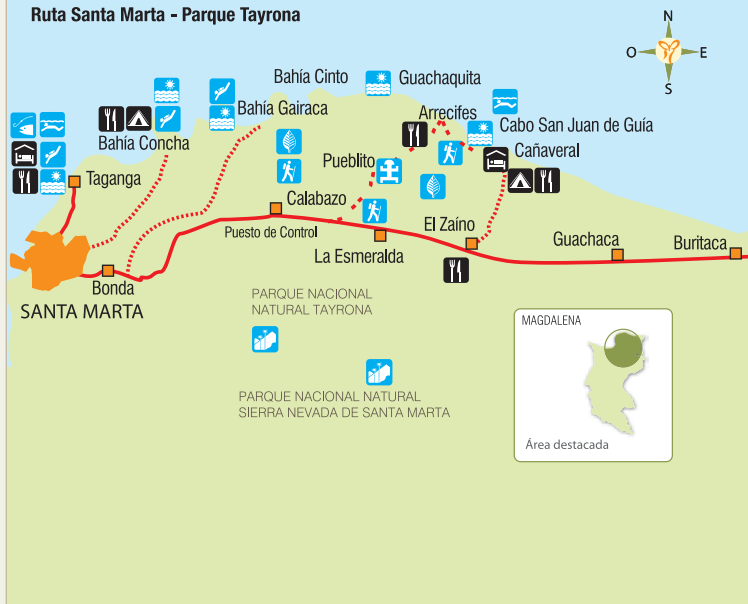 Ruta Santa Marta - Parque Tayrona
N
O
E
S
Bahía Cinto
Guachaquita
Bahía Gairaca
Arrecifes
Cabo San Juan de Guía
Bahía Concha
Cañaveral
Pueblito
Taganga
Calabazo
Puesto de Control
El Zaíno
La Esmeralda
Guachaca
Buritaca
Bonda
SANTA MARTA
PARQUE NACIONAL
NATURAL TAYRONA
MAGDALENA
PARQUE NACIONAL NATURAL
SIERRA NEVADA DE SANTA MARTA
Área destacada